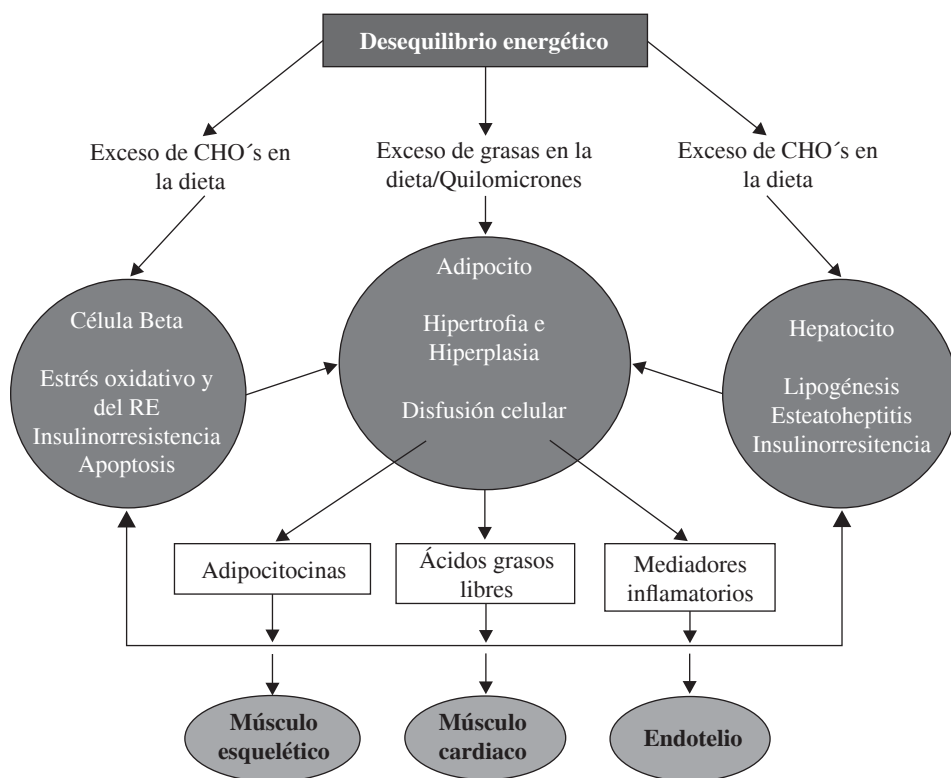 Desequilibrio energético
Exceso de CHO´s en
la dieta
Exceso de grasas en la
dieta/Quilomicrones
Exceso de CHO´s en
la dieta
Célula Beta
Estrés oxidativo y
del RE
Insulinorresistencia
Apoptosis
Adipocito
Hipertrofia e
Hiperplasia
Disfusión celular
Hepatocito
Lipogénesis
Esteatoheptitis
Insulinorresitencia
Adipocitocinas
Ácidos grasos
libres
Mediadores
inflamatorios
Músculo
esquelético
Músculo
cardiaco
Endotelio